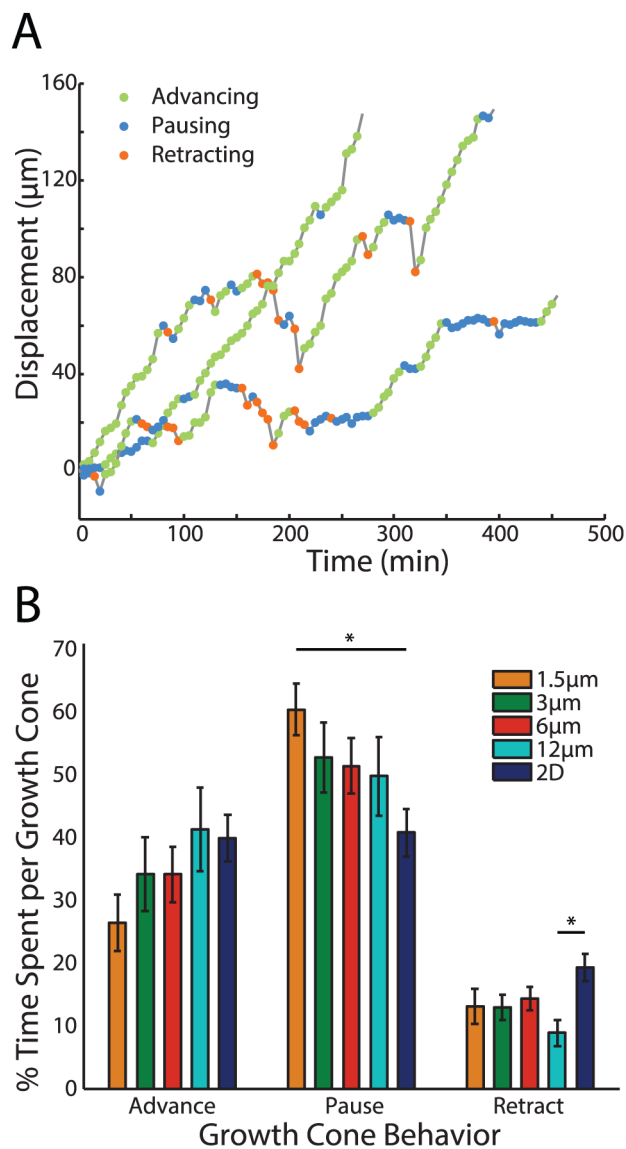 A
160
120
80
40
0
Displacement (µm)
Advancing
Pausing
Retracting
0 100 200 300 400 500
Time (min)
B
70
60
50
40
30
20
10
0
% Time Spent per Growth Cone
*
*
1.5µm
3µm
6µm
12µm
2D
Advance Pause Retract
Growth Cone Behavior